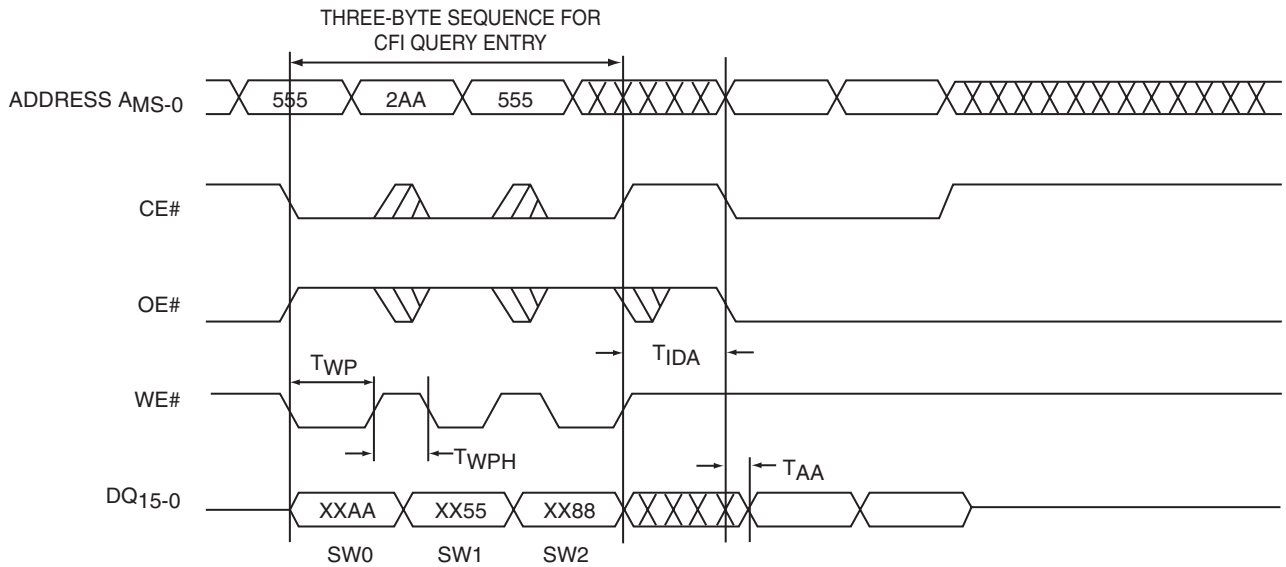 THREE-BYTE SEQUENCE FOR
CFI QUERY ENTRY
ADDRESS AMS-0
555
2AA
555
CE#
OE#
TIDA
TWP
WE#
TWPH
TAA
DQ15-0
XXAA
XX55
XX88
SW0
SW1
SW2